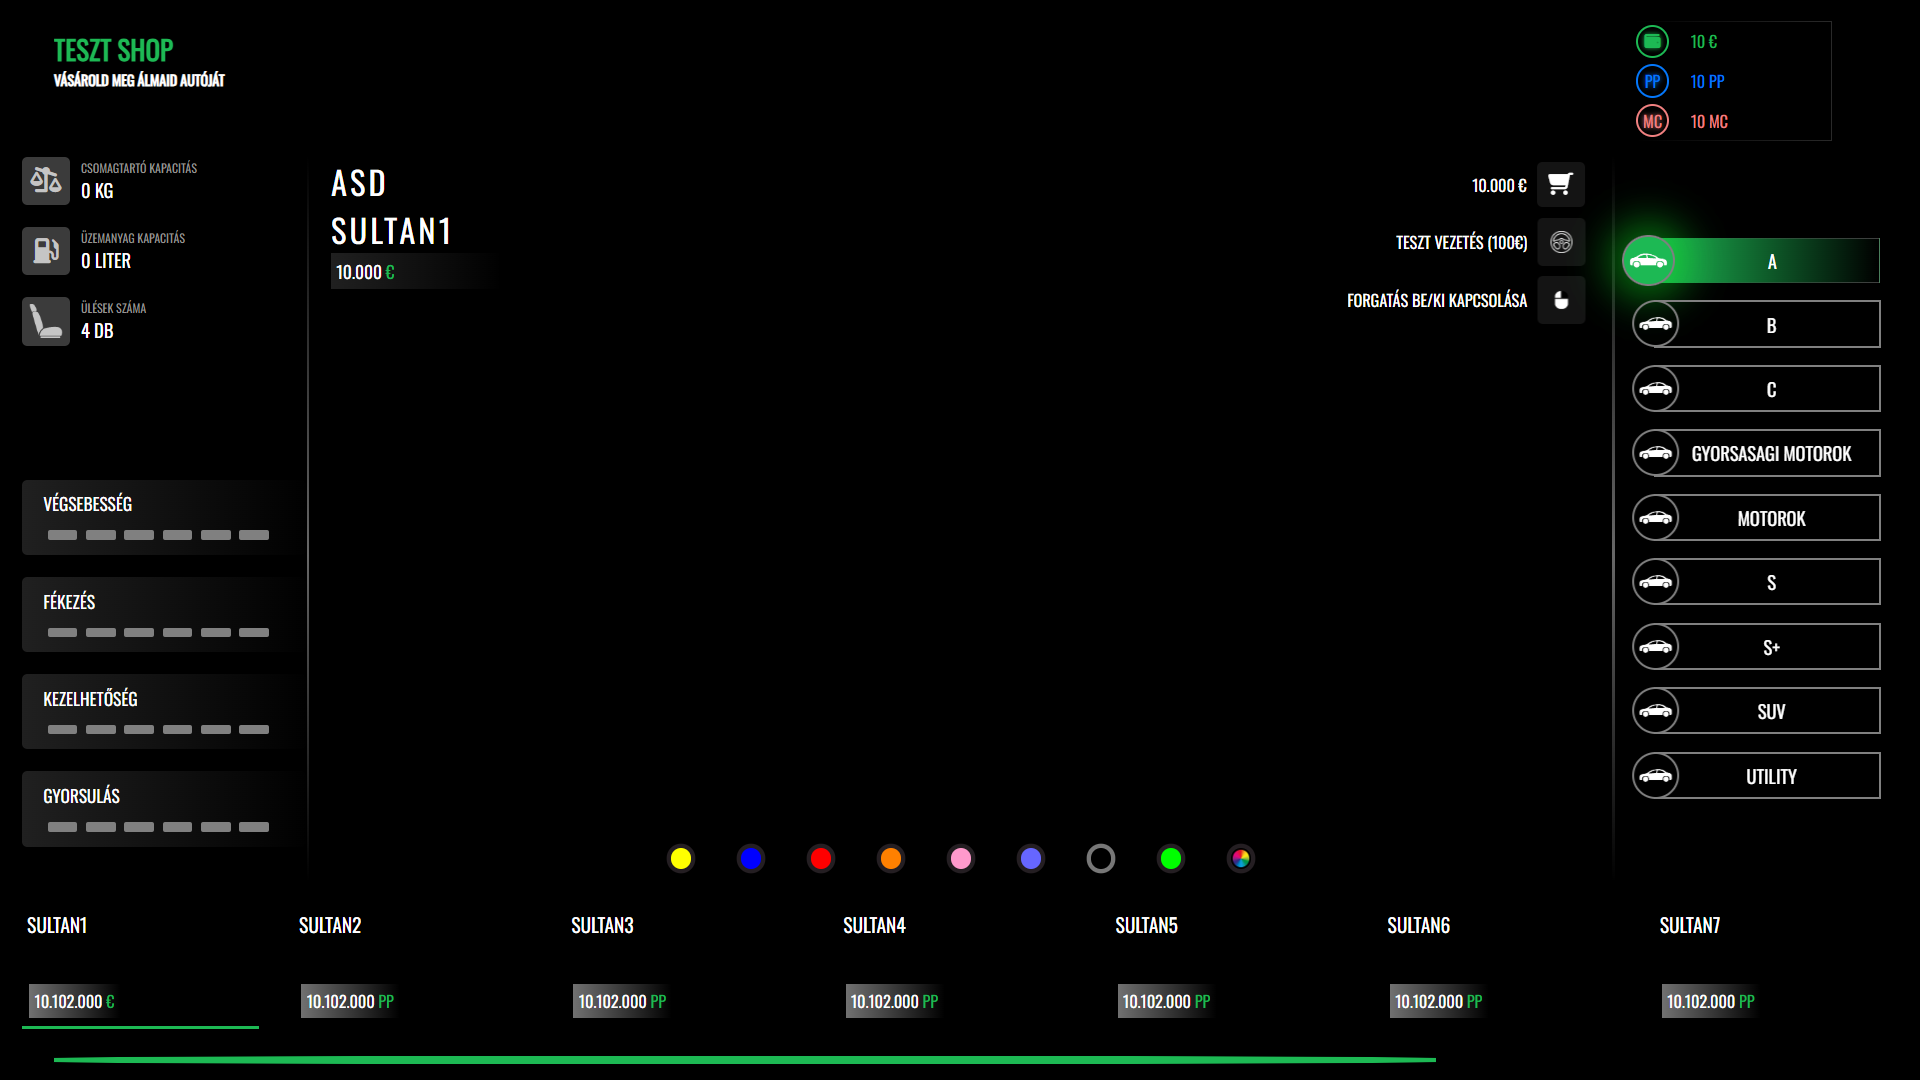 TESZT SHOP
VÁSÁROLD MEG ÁLMAID AUTÓJÁT
10 €
PP 10 PP
MC 10 MC
CSOMAGTARTÓ KAPACITÁS
0 KG
ÜZEMANYAG KAPACITÁS
0 LITER
ÜLÉSEK SZÁMA
4 DB
VÉGSEBESSÉG
FÉKEZÉS
KEZELHETŐSÉG
GYORSULÁS
ASD
SULTAN1
10.000 €
10.000 €
TESZT VEZETÉS (100€)
FORGATÁS BE/KI KAPCSOLÁSA
A
B
C
GYORSASAGI MOTOROK
MOTOROK
S
S+
SUV
UTILITY
SULTAN1
10.102.000 €
SULTAN2
10.102.000 PP
SULTAN3
10.102.000 PP
SULTAN4
10.102.000 PP
SULTAN5
10.102.000 PP
SULTAN6
10.102.000 PP
SULTAN7
10.102.000 PP